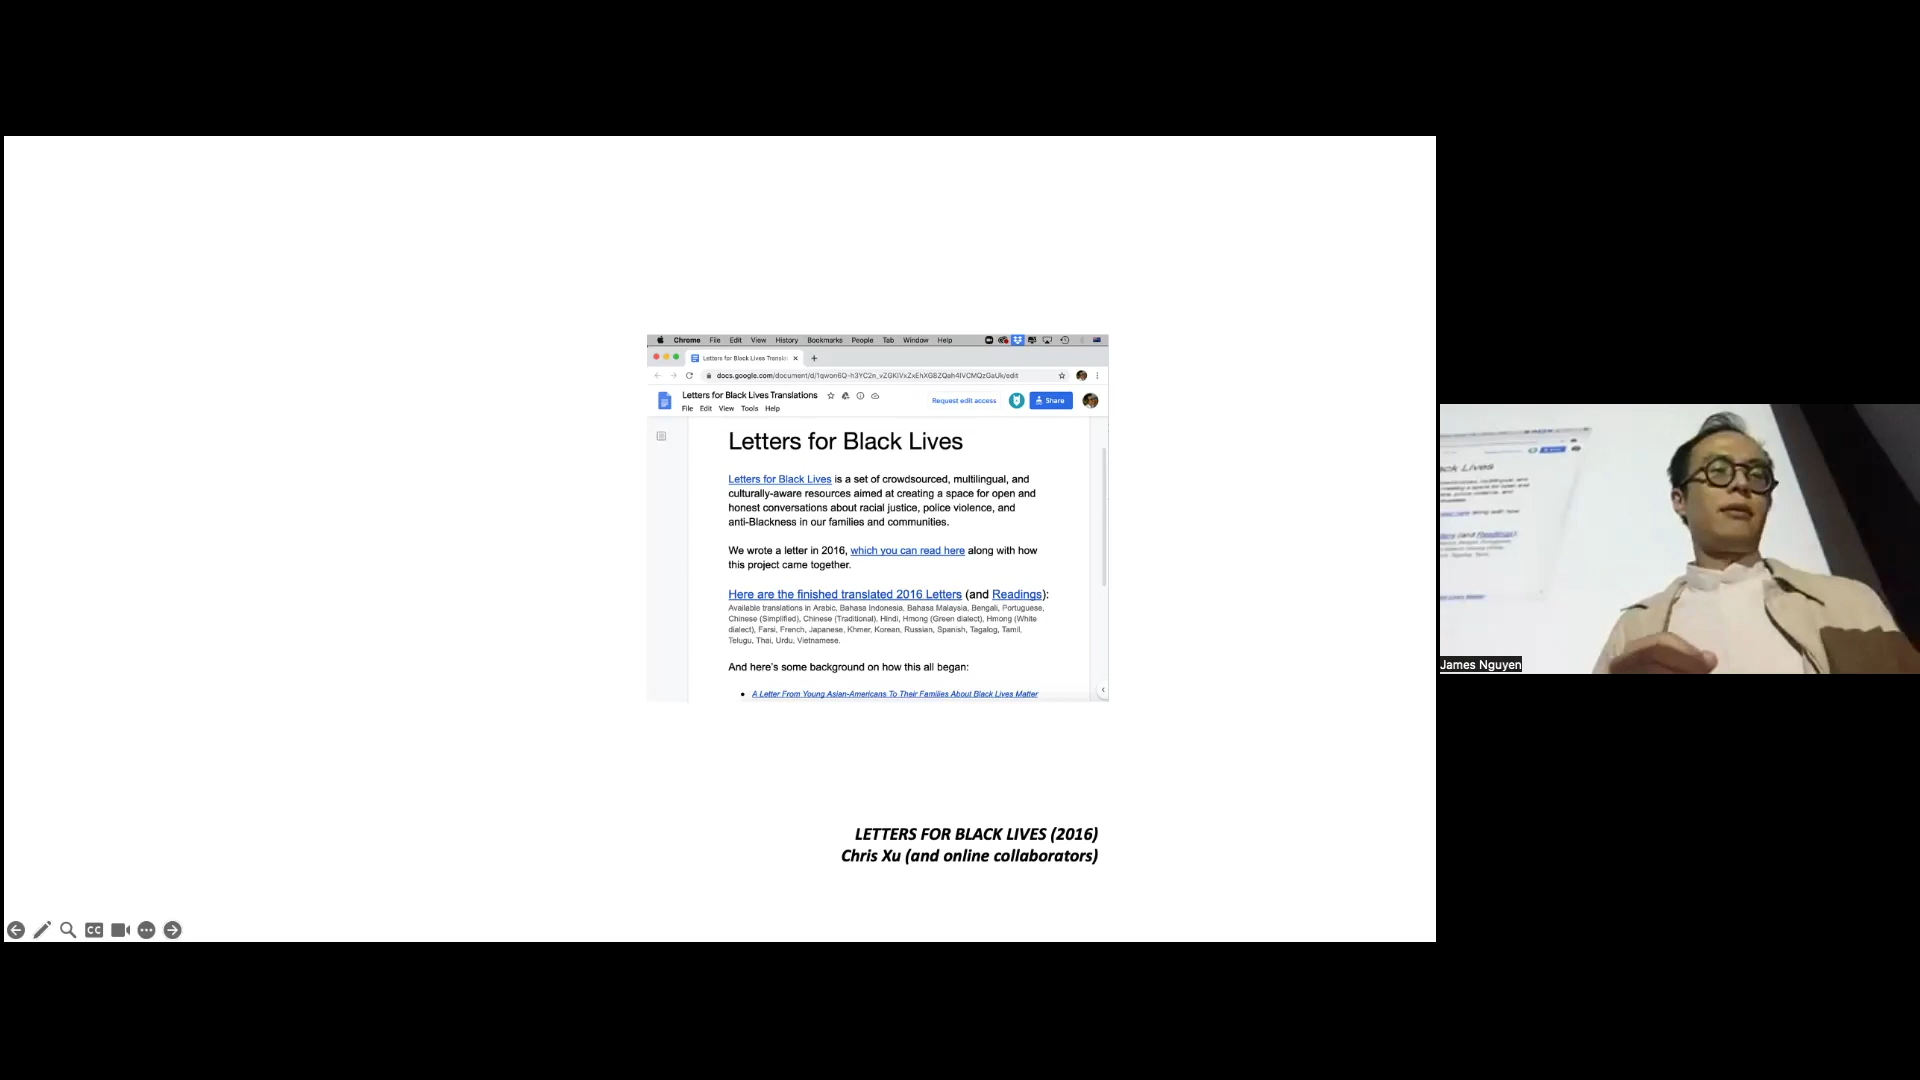 Chrome File Edit View History Bookmarks People Tab Window Help
Letters for Black Lives Transla
Letters for Black Lives Translations
Request edit access
Share
File Edit View Tools Help
Letters for Black Lives
Letters for Black Lives is a set of crowdsourced, multilingual, and
culturally-aware resources aimed at creating a space for open and
honest conversations about racial justice, police violence, and
anti-Blackness in our families and communities.
We wrote a letter in 2016, which you can read here along with how
this project came together.
Here are the finished translated 2016 Letters (and Readings):
Available translations in Arabic, Bahasa Indonesia, Bahasa Malaysia, Bengali, Portuguese,
Chinese (Simplified), Chinese (Traditional), Hindi, Hmong (Green dialect), Hmong (White
dialect), Farsi, French, Japanese, Khmer, Korean, Russian, Spanish, Tagalog, Tamil,
Telugu, Thai, Urdu, Vietnamese.
And here's some background on how this all began:
• A Letter From Young Asian-Americans To Their Families About Black Lives Matter
LETTERS FOR BLACK LIVES (2016)
Chris Xu (and online collaborators)
CC
James Nguyen